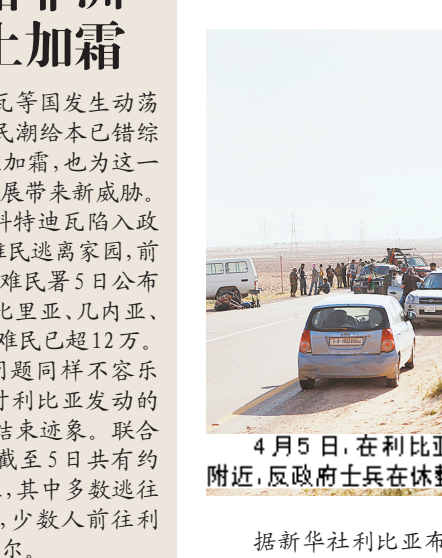 上加霜
瓦等国发生动荡
民潮给本已错综
加霜,也为这一
展带来新威胁。
科特迪瓦陷入政
难民逃离家园,前
难民署5日公布
比里亚、几内亚、
难民已超12万。
问题同样不容乐
对利比亚发动的
结束迹象。联合
截至5日共有约
,其中多数逃往
,少数人前往利
尔。
4月5日,在利比亚
附近,反政府士兵在休整
据新华社利比亚布